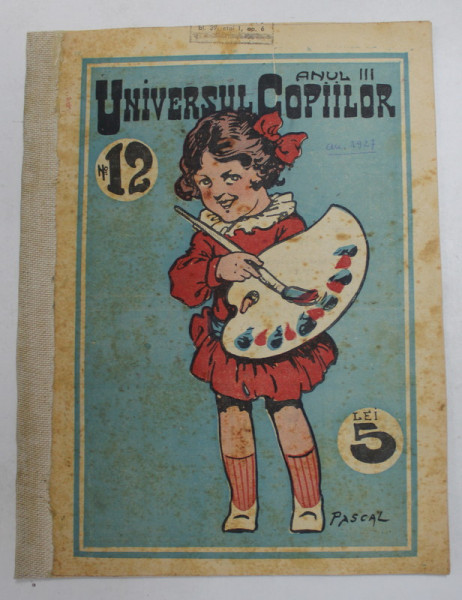 ANUL III
UNIVERSUL COPIILOR
No 12
LEI
5
PASCAL